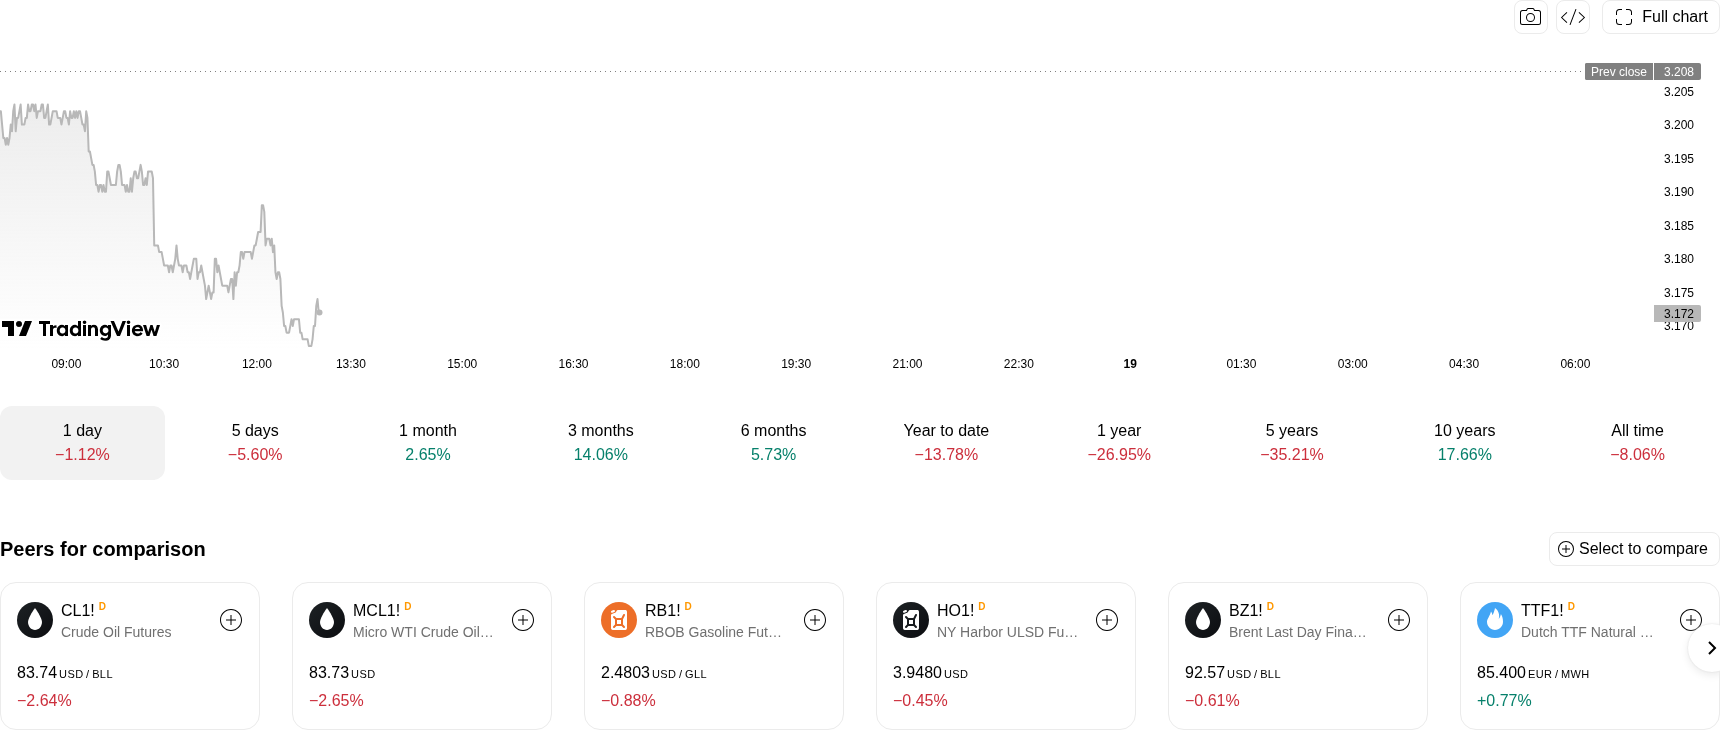 Full chart
Prev close 3.208
3.205
3.200
3.195
3.190
3.185
3.180
3.175
3.172
3.170
TradingView
09:00 10:30 12:00 13:30 15:00 16:30 18:00 19:30 21:00 22:30 19 01:30 03:00 04:30 06:00
1 day 5 days 1 month 3 months 6 months Year to date 1 year 5 years 10 years All time
−1.12% −5.60% 2.65% 14.06% 5.73% −13.78% −26.95% −35.21% 17.66% −8.06%
Peers for comparison
Select to compare
CL1! D
Crude Oil Futures
83.74 USD / BLL
−2.64%
MCL1! D
Micro WTI Crude Oil…
83.73 USD
−2.65%
RB1! D
RBOB Gasoline Fut…
2.4803 USD / GLL
−0.88%
HO1! D
NY Harbor ULSD Fu…
3.9480 USD
−0.45%
BZ1! D
Brent Last Day Fina…
92.57 USD / BLL
−0.61%
TTF1! D
Dutch TTF Natural …
85.400 EUR / MWH
+0.77%